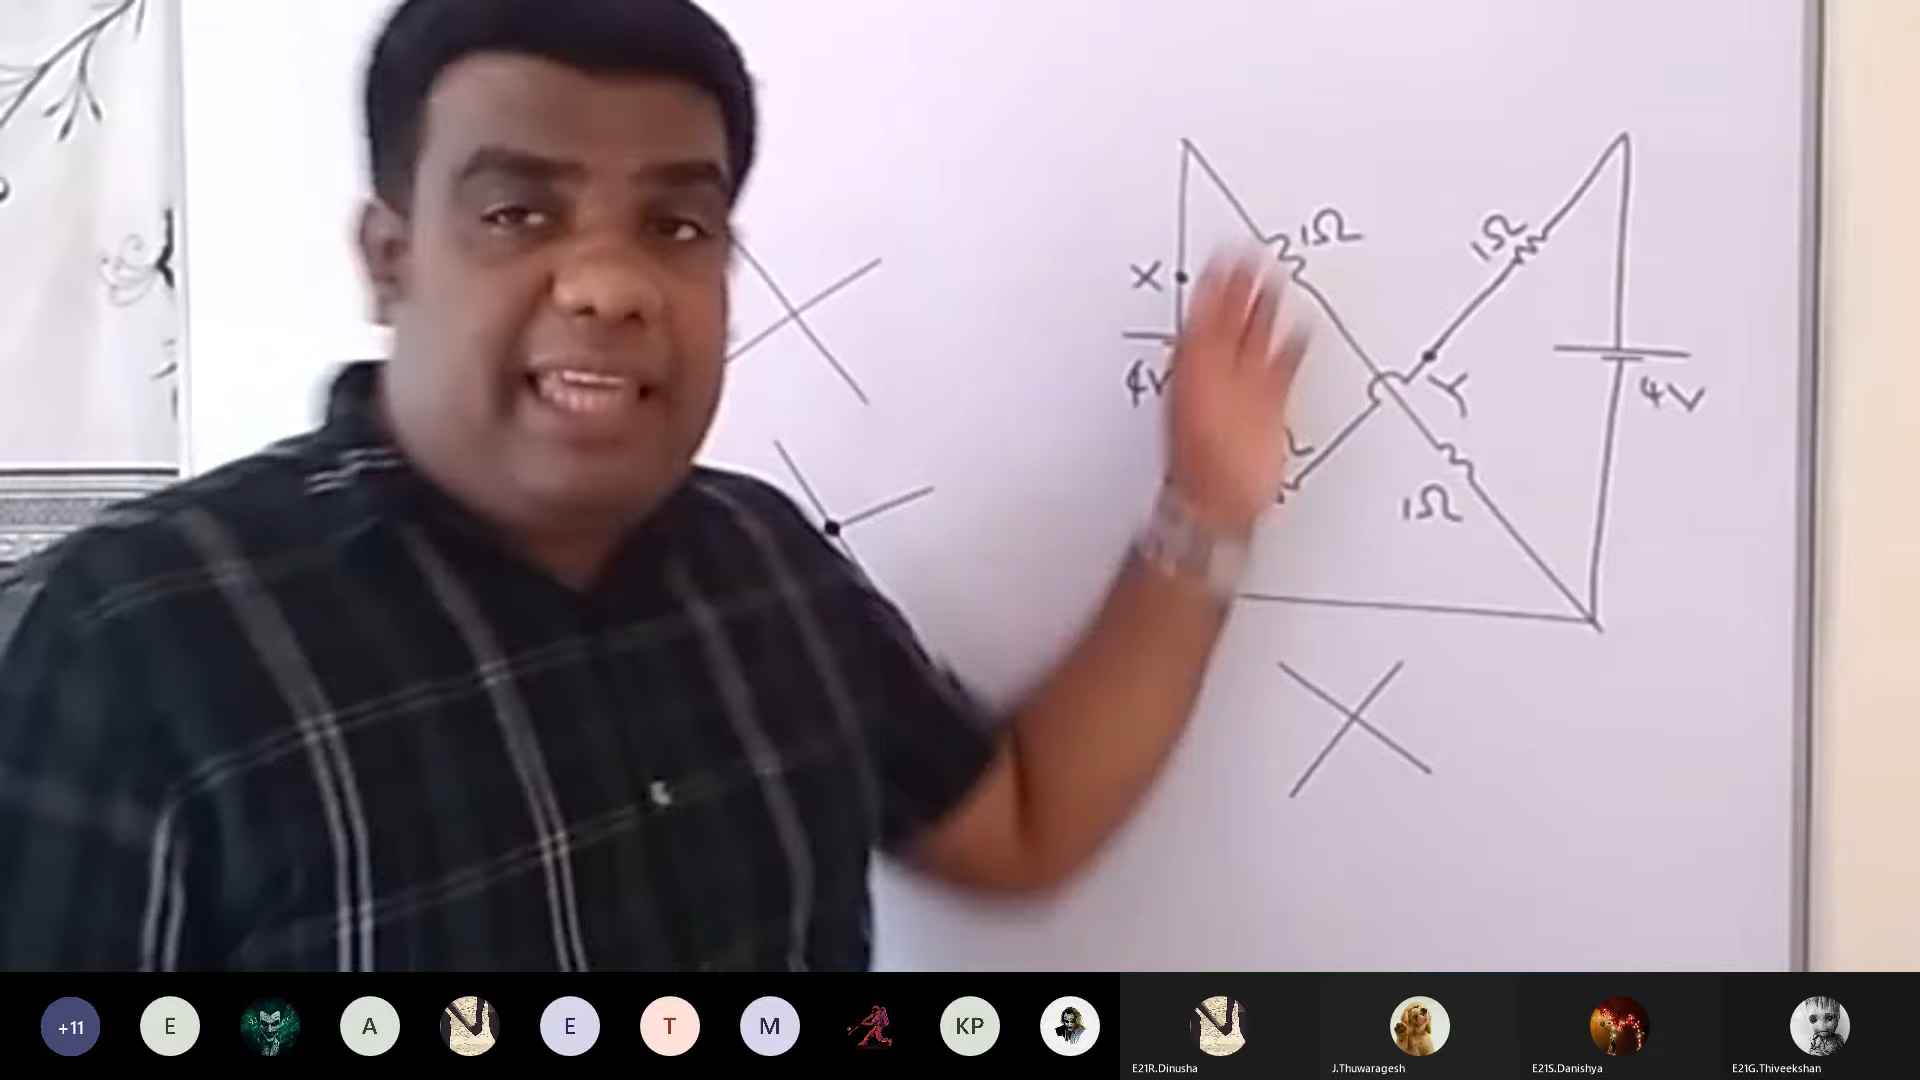 1Ω
1Ω
X
4V
Y
4V
1Ω
+11
E
A
E
T
M
KP
E21R.Dinusha
J.Thuwaragesh
E21S.Danishya
E21G.Thiveekshan